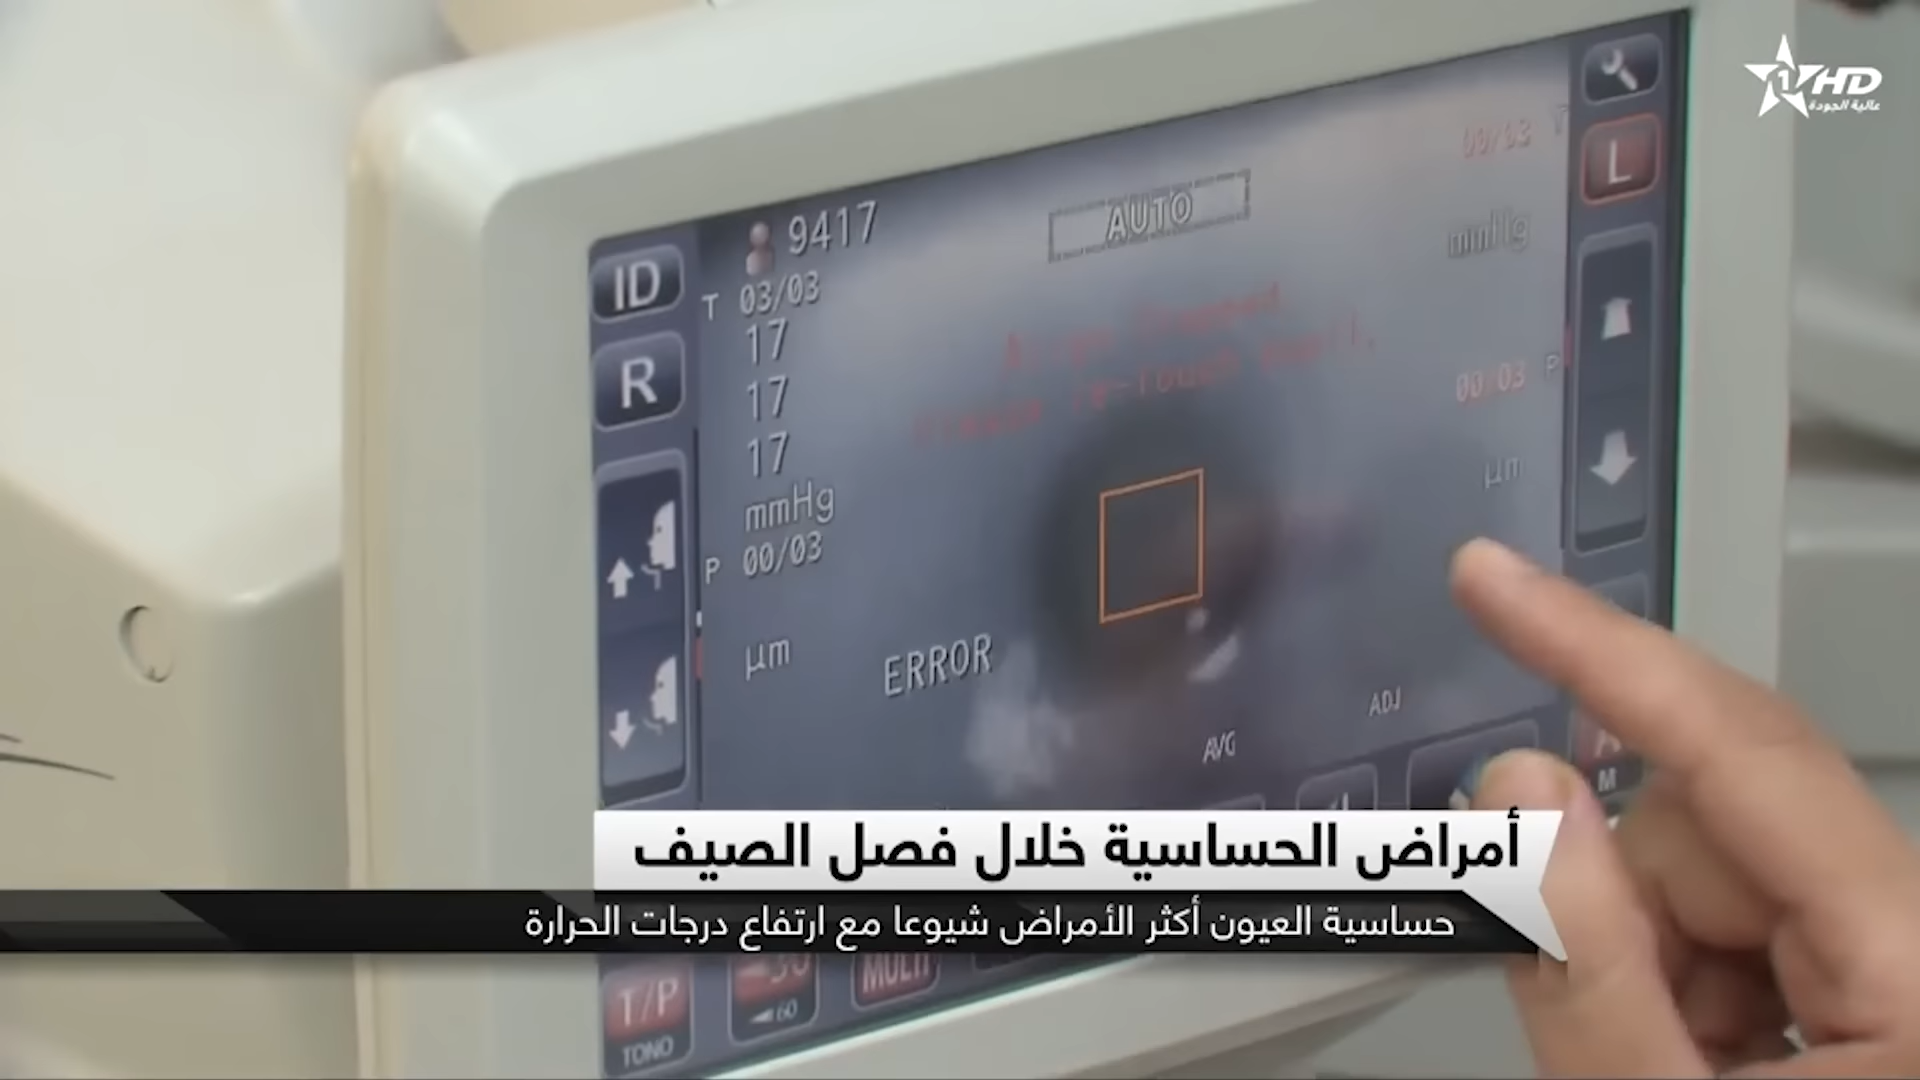 1 HD
عالية الجودة
ID
9417
AUTO
00/03 T
L
T 03/03
17
17
17
mmHg
mmHg
R
P 00/03
00/03 P
μm
μm
ERROR
ADJ
AVG
M
أمراض الحساسية خلال فصل الصيف
حساسية العيون أكثر الأمراض شيوعا مع ارتفاع درجات الحرارة
T/P
TONO
60
MULTI